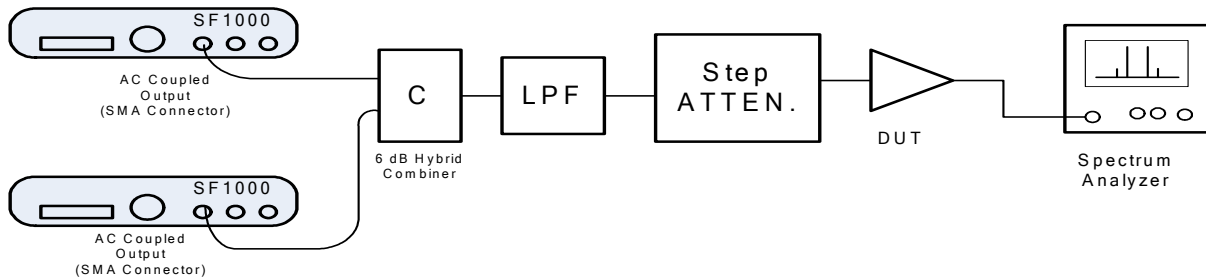 SF1000
AC Coupled
Output
(SMA Connector)
C
6 dB Hybrid
Combiner
LPF
Step
ATTEN.
DUT
Spectrum
Analyzer
SF1000
AC Coupled
Output
(SMA Connector)